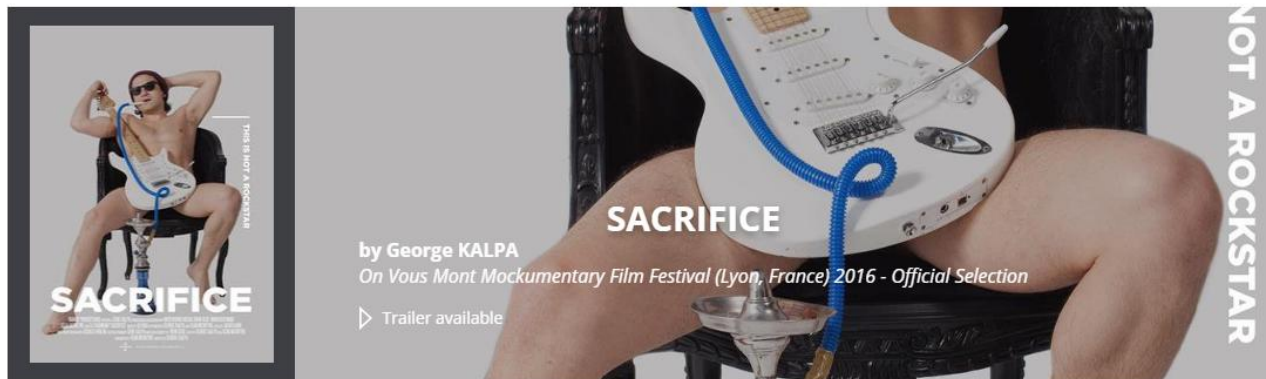 THIS IS NOT A ROCKSTAR
SACRIFICE
SACRIFICE
by George KALPA
On Vous Mont Mockumentary Film Festival (Lyon, France) 2016 - Official Selection
Trailer available
NOT A ROCKSTAR